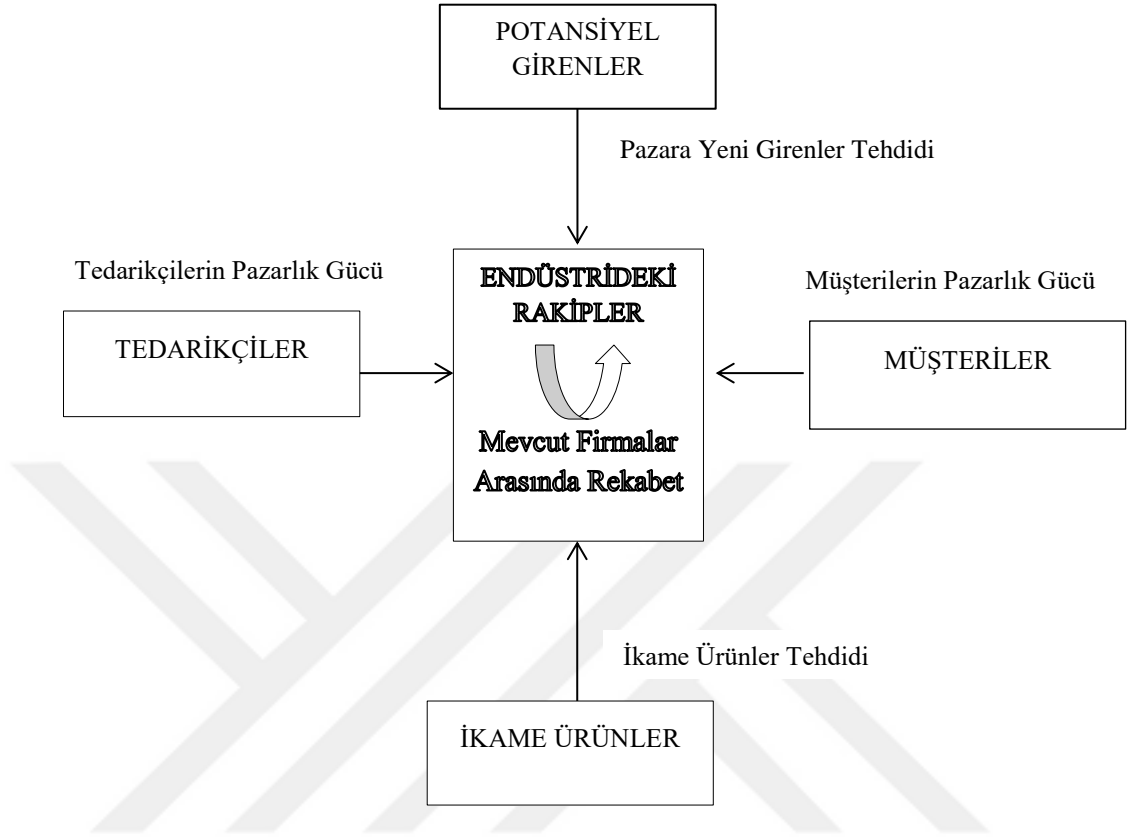 POTANSİYEL
GİRENLER
Pazara Yeni Girenler Tehdidi
Tedarikçilerin Pazarlık Gücü
TEDARİKÇİLER
ENDÜSTRİDEKİ
RAKİPLER
Mevcut Firmalar
Arasında Rekabet
Müşterilerin Pazarlık Gücü
MÜŞTERİLER
İkame Ürünler Tehdidi
İKAME ÜRÜNLER